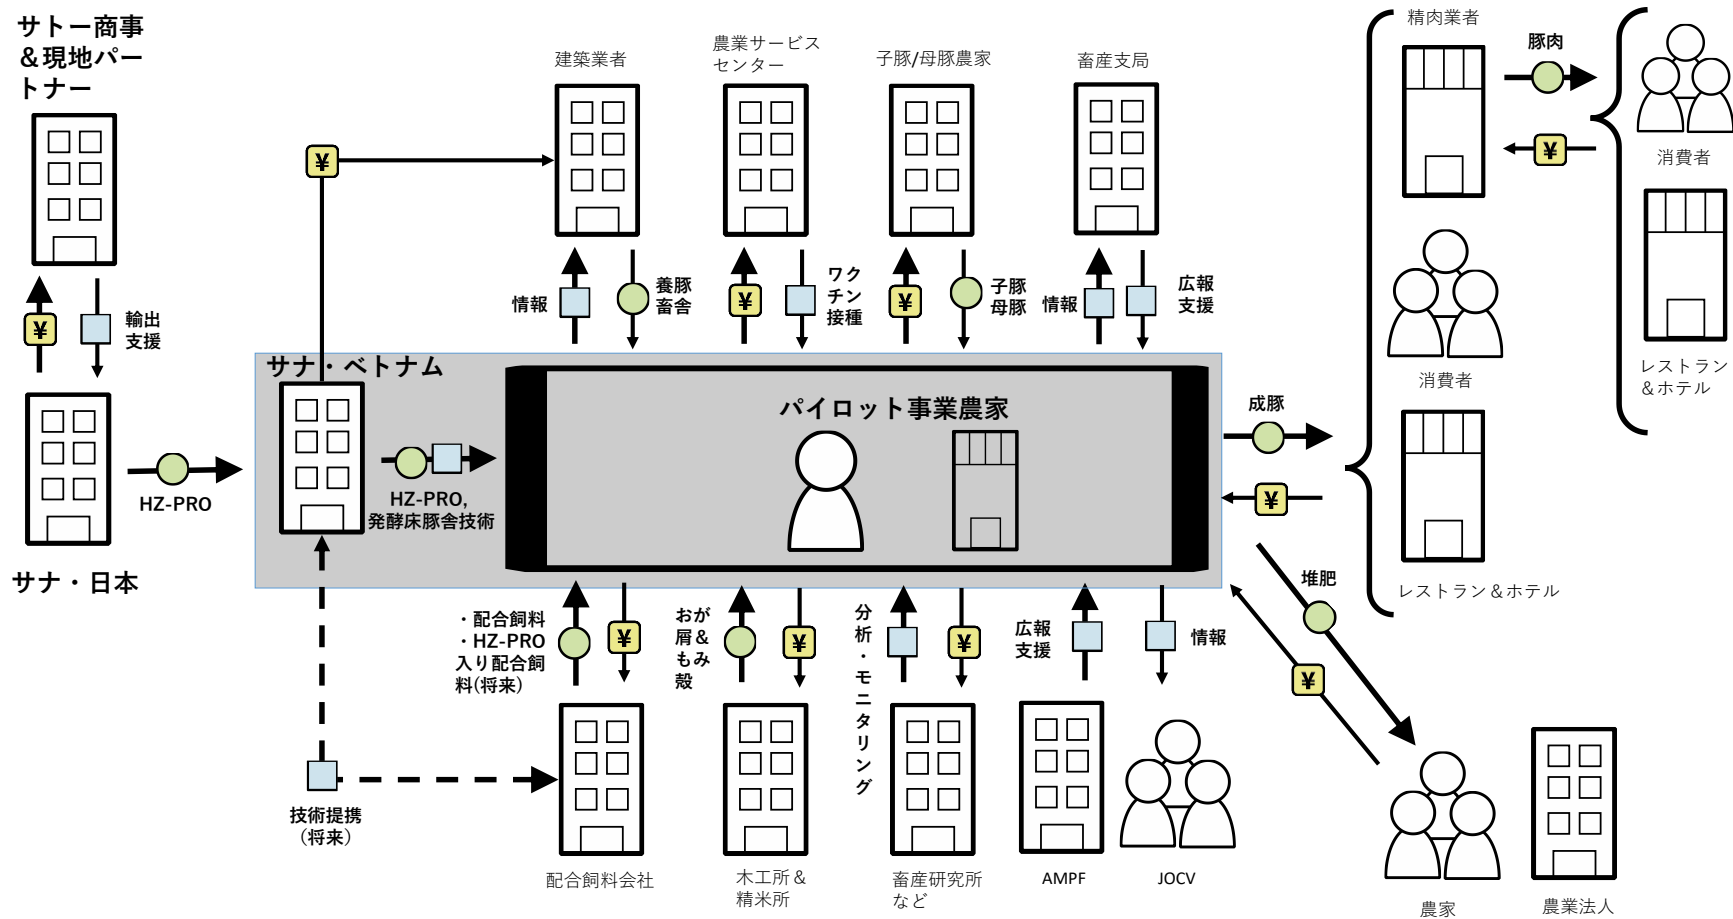 サトー商事
＆現地パー
トナー
¥
輸出
支援
サナ・日本
HZ-PRO
¥
サナ・ベトナム
HZ-PRO,
発酵床豚舎技術
技術提携
(将来)
建築業者
情報
養豚
畜舎
農業サービス
センター
¥
ワク
チン
接種
子豚/母豚農家
¥
子豚
母豚
畜産支局
情報
広報
支援
パイロット事業農家
・配合飼料
・HZ-PRO
入り配合飼
料(将来)
¥
配合飼料会社
おが
屑＆
もみ
殻
¥
木工所＆
精米所
分析・モニタリング
¥
畜産研究所
など
広報
支援
AMPF
情報
JOCV
成豚
¥
堆肥
¥
農家
農業法人
精肉業者
消費者
レストラン＆ホテル
豚肉
¥
消費者
レストラン
＆ホテル